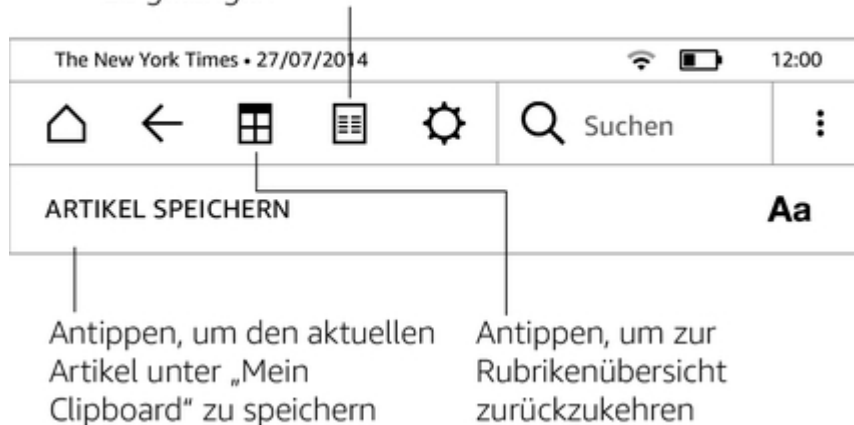 The New York Times • 27/07/2014 12:00
Suchen
ARTIKEL SPEICHERN Aa
Antippen, um den aktuellen
Artikel unter „Mein
Clipboard“ zu speichern
Antippen, um zur
Rubrikenübersicht
zurückzukehren